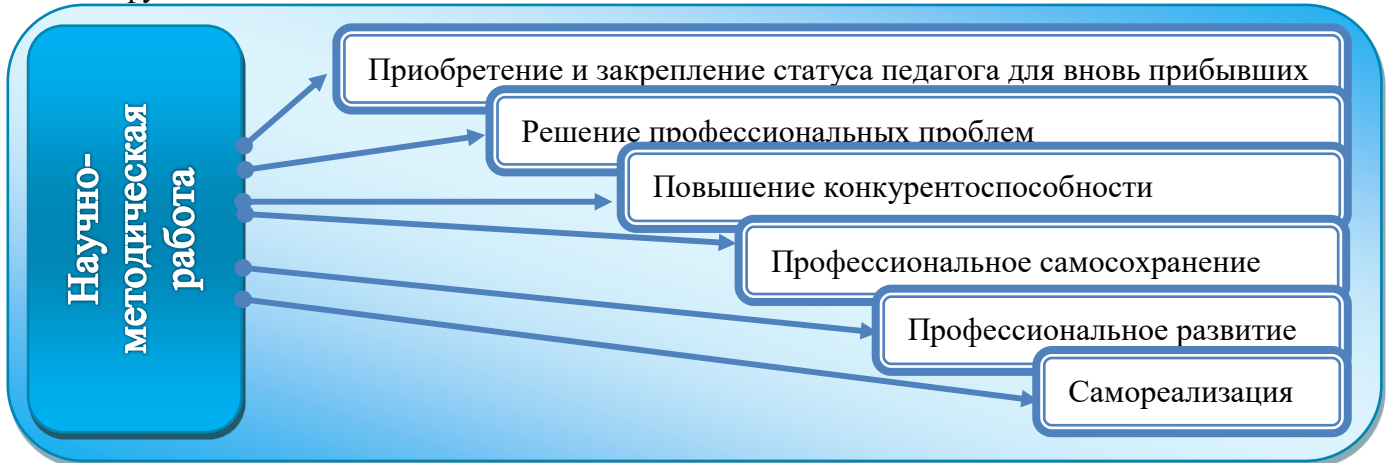 Научно-
методическая
работа
Приобретение и закрепление статуса педагога для вновь прибывших
Решение профессиональных проблем
Повышение конкурентоспособности
Профессиональное самосохранение
Профессиональное развитие
Самореализация